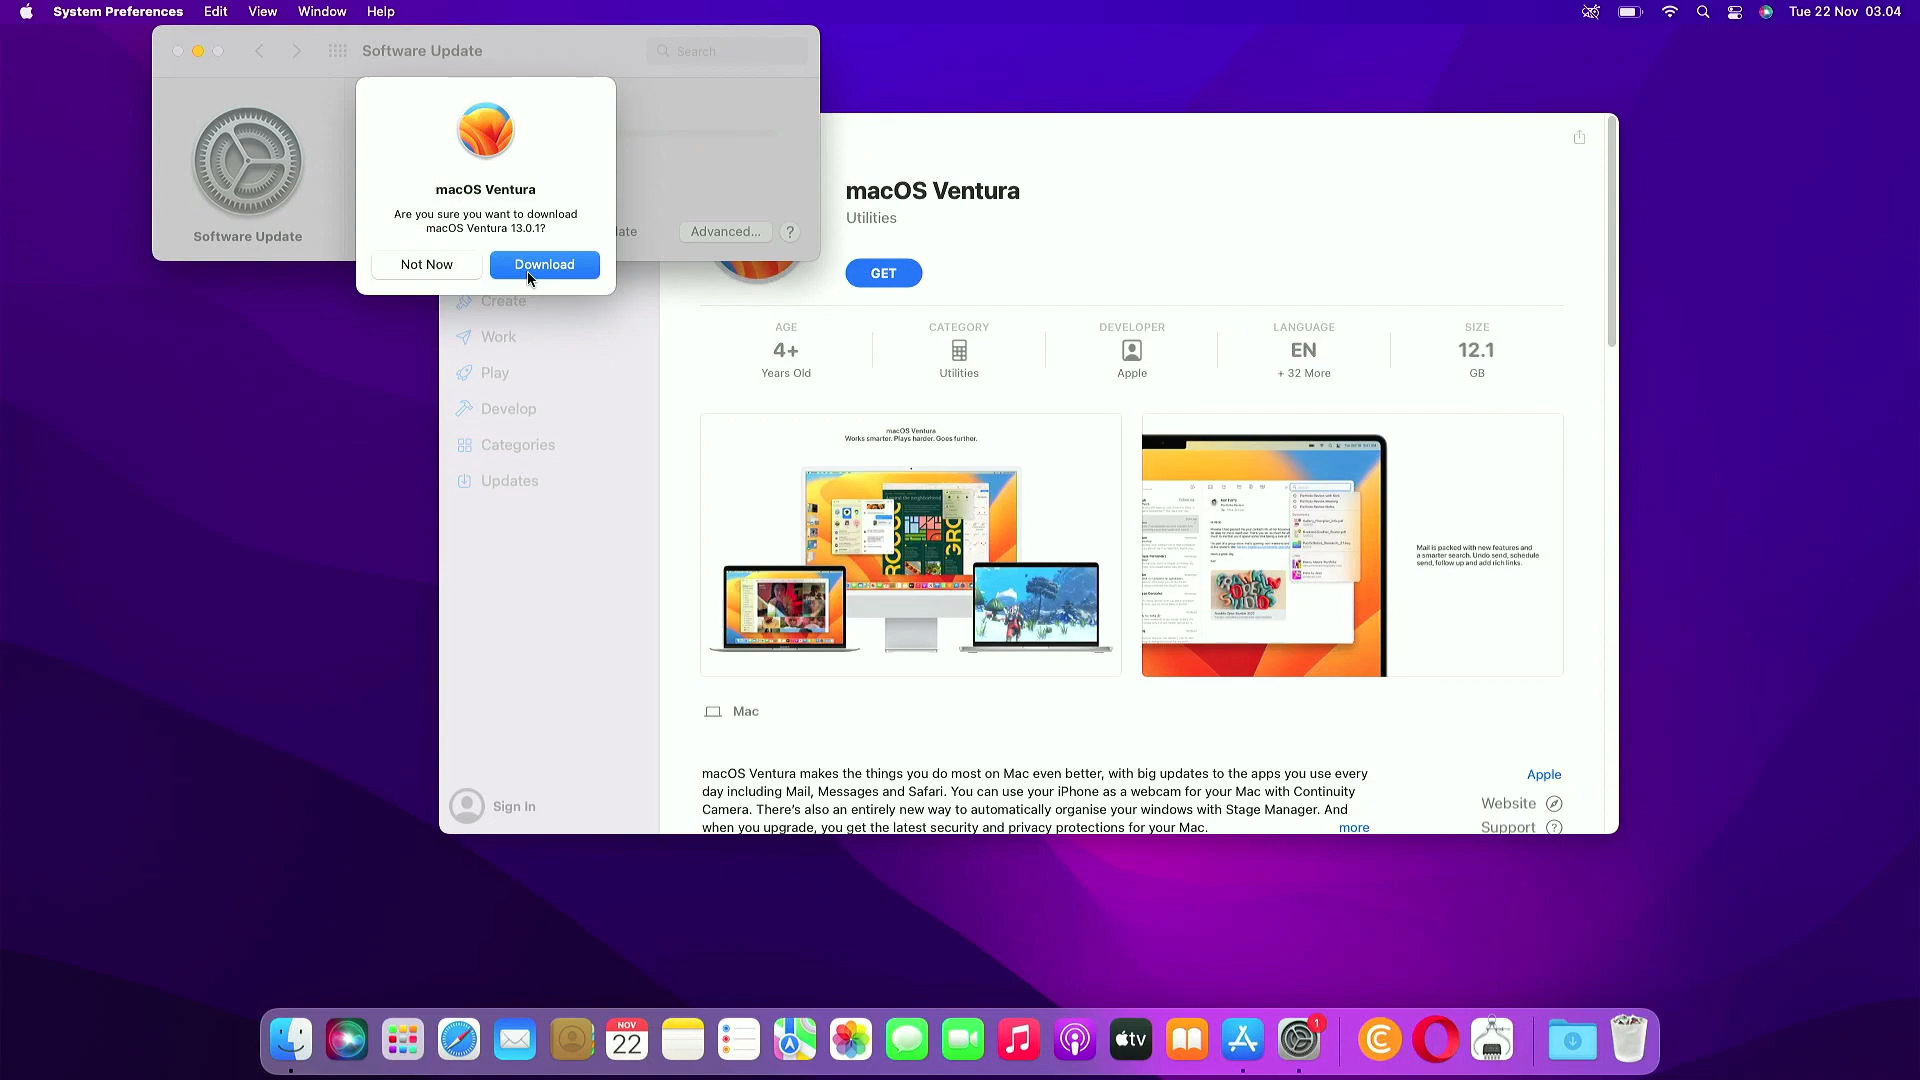 System Preferences Edit View Window Help
Tue 22 Nov 03.04
Software Update
Search
Software Update
Advanced...
?
macOS Ventura
Are you sure you want to download
macOS Ventura 13.0.1?
Not Now
Download
macOS Ventura
Utilities
GET
Create
Work
Play
Develop
Categories
Updates
Sign In
AGE
4+
Years Old
CATEGORY
Utilities
DEVELOPER
Apple
LANGUAGE
EN
+ 32 More
SIZE
12.1
GB
macOS Ventura
Works smarter. Plays harder. Goes further.
Mail is packed with new features and
a smarter search. Undo send, schedule
send, follow up and add rich links.
Mac
macOS Ventura makes the things you do most on Mac even better, with big updates to the apps you use every
day including Mail, Messages and Safari. You can use your iPhone as a webcam for your Mac with Continuity
Camera. There's also an entirely new way to automatically organise your windows with Stage Manager. And
when you upgrade, you get the latest security and privacy protections for your Mac.
more
Apple
Website
Support
?
NOV
22
tv
1